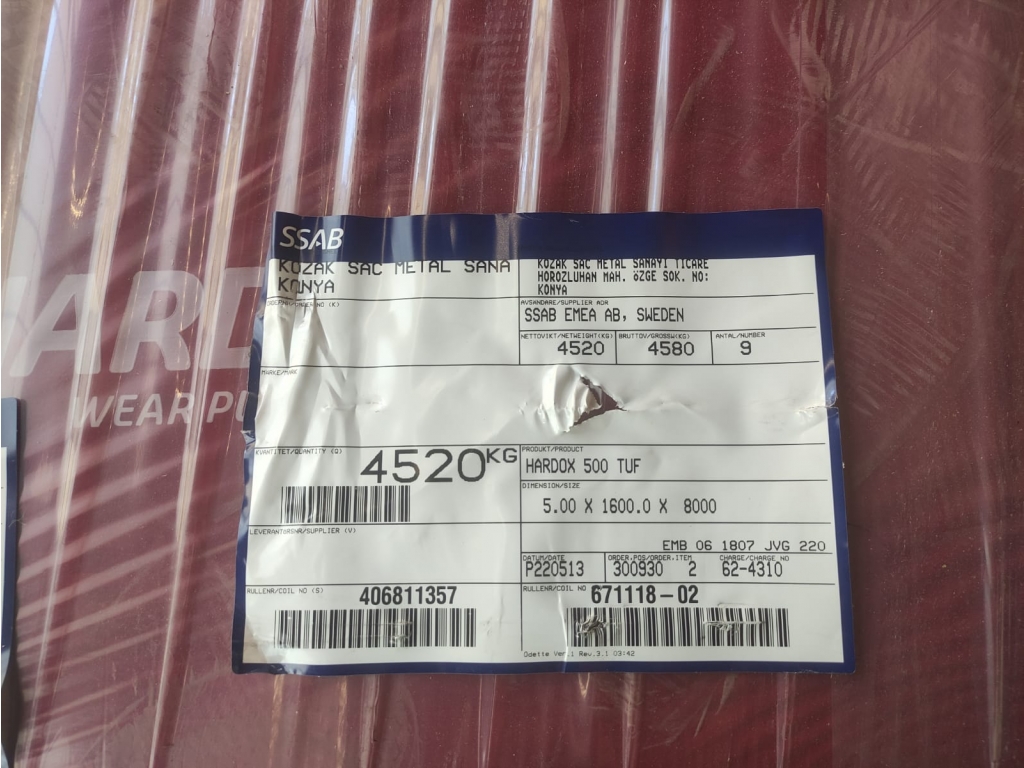 SSAB
KOZAK SAC METAL SANA
KONYA
KOZAK SAC METAL SANAYI TICARE
HOROZLUHAN MAH. öZGE SOK. NO:
KONYA
AVSÄNDARE/SUPPLIER ADR
SSAB EMEA AB, SWEDEN
NETTOVIKT/NETWEIGHT(KG)
4520
BRUTTOV/GROSSW(KG)
4580
ANTAL/NUMBER
9
MÄRKE/MARK
KVANTITET/QUANTITY (Q)
4520KG
PRODUKT/PRODUCT
HARDOX 500 TUF
DIMENSION/SIZE
5.00 X 1600.0 X 8000
LEVERANTÖRSNR/SUPPLIER (V)
EMB 06 1807 JVG 220
DATUM/DATE
P220513
ORDER,POS/ORDER,ITEM
300930 2
CHARGE/CHARGE NO
62-4310
RULLENR/COIL NO (S)
406811357
RULLENR/COIL NO
671118-02
Odette Ver.1 Rev.3.1 03:42
ARD
WEAR P